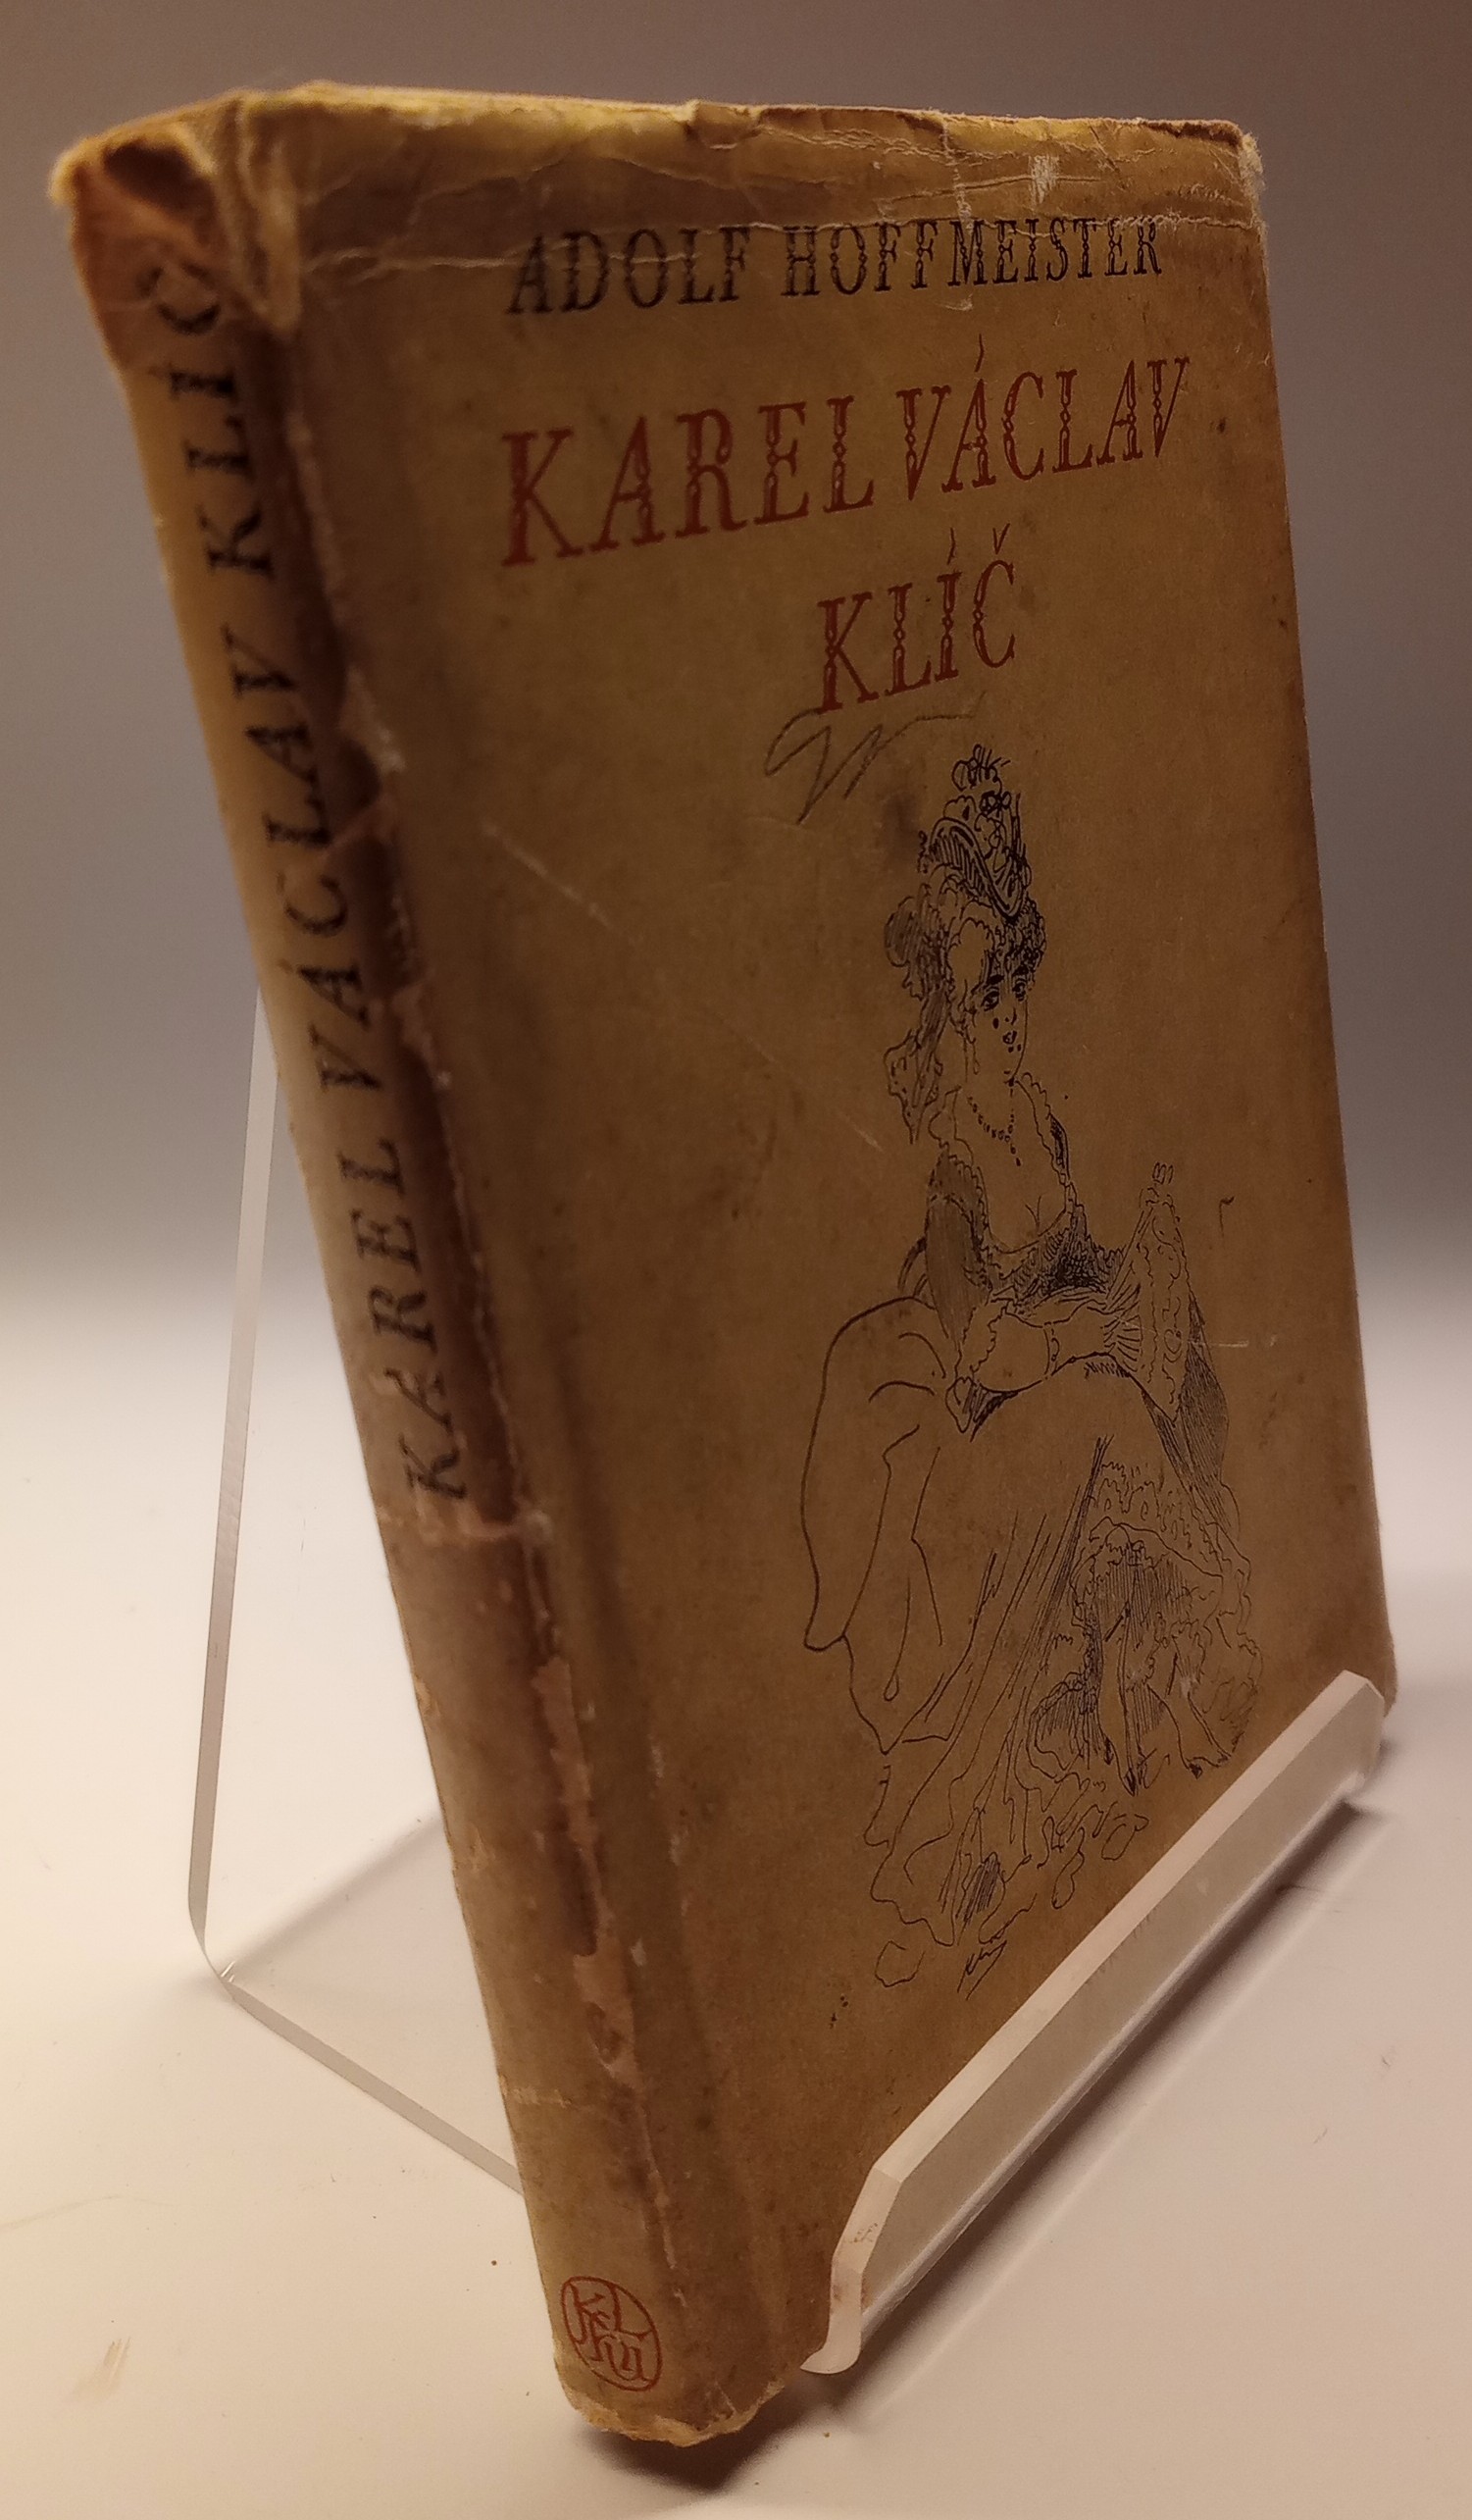 ADOLF HOFFMEISTER
KAREL VÁCLAV
KLÍČ
KAREL VÁCLAV KLÍČ